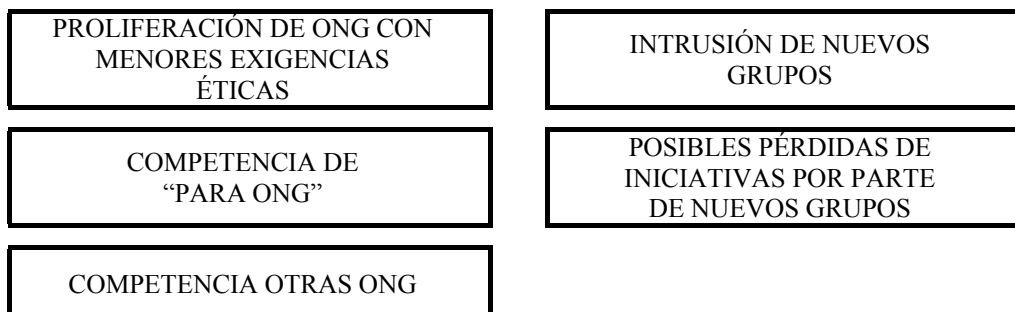 PROLIFERACIÓN DE ONG CON
MENORES EXIGENCIAS
ÉTICAS
INTRUSIÓN DE NUEVOS
GRUPOS
COMPETENCIA DE
“PARA ONG”
POSIBLES PÉRDIDAS DE
INICIATIVAS POR PARTE
DE NUEVOS GRUPOS
COMPETENCIA OTRAS ONG